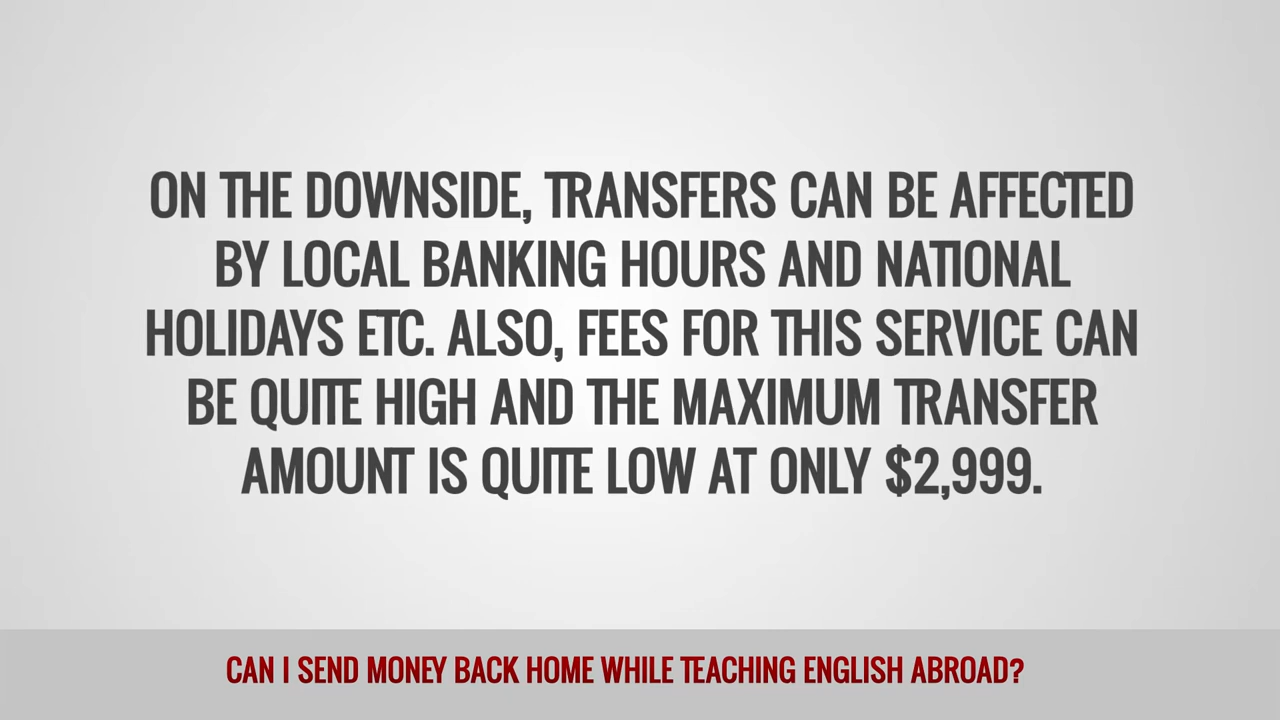 ON THE DOWNSIDE, TRANSFERS CAN BE AFFECTED
BY LOCAL BANKING HOURS AND NATIONAL
HOLIDAYS ETC. ALSO, FEES FOR THIS SERVICE CAN
BE QUITE HIGH AND THE MAXIMUM TRANSFER
AMOUNT IS QUITE LOW AT ONLY $2,999.
CAN I SEND MONEY BACK HOME WHILE TEACHING ENGLISH ABROAD?